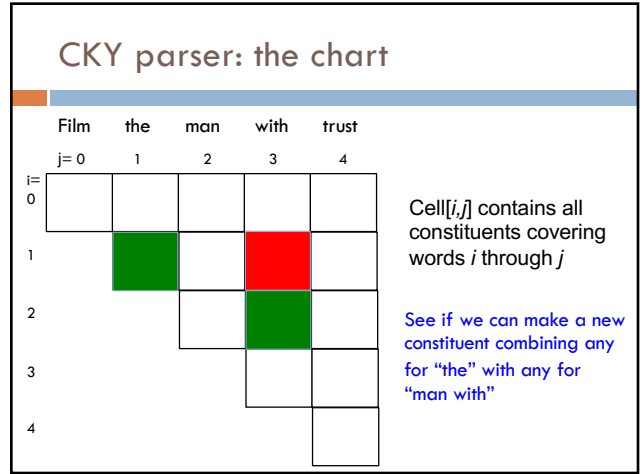 CKY parser: the chart
Film the man with trust
j= 0 1 2 3 4
i=
0
1
2
3
4
Cell[i,j] contains all
constituents covering
words i through j
See if we can make a new
constituent combining any
for “the” with any for
“man with”